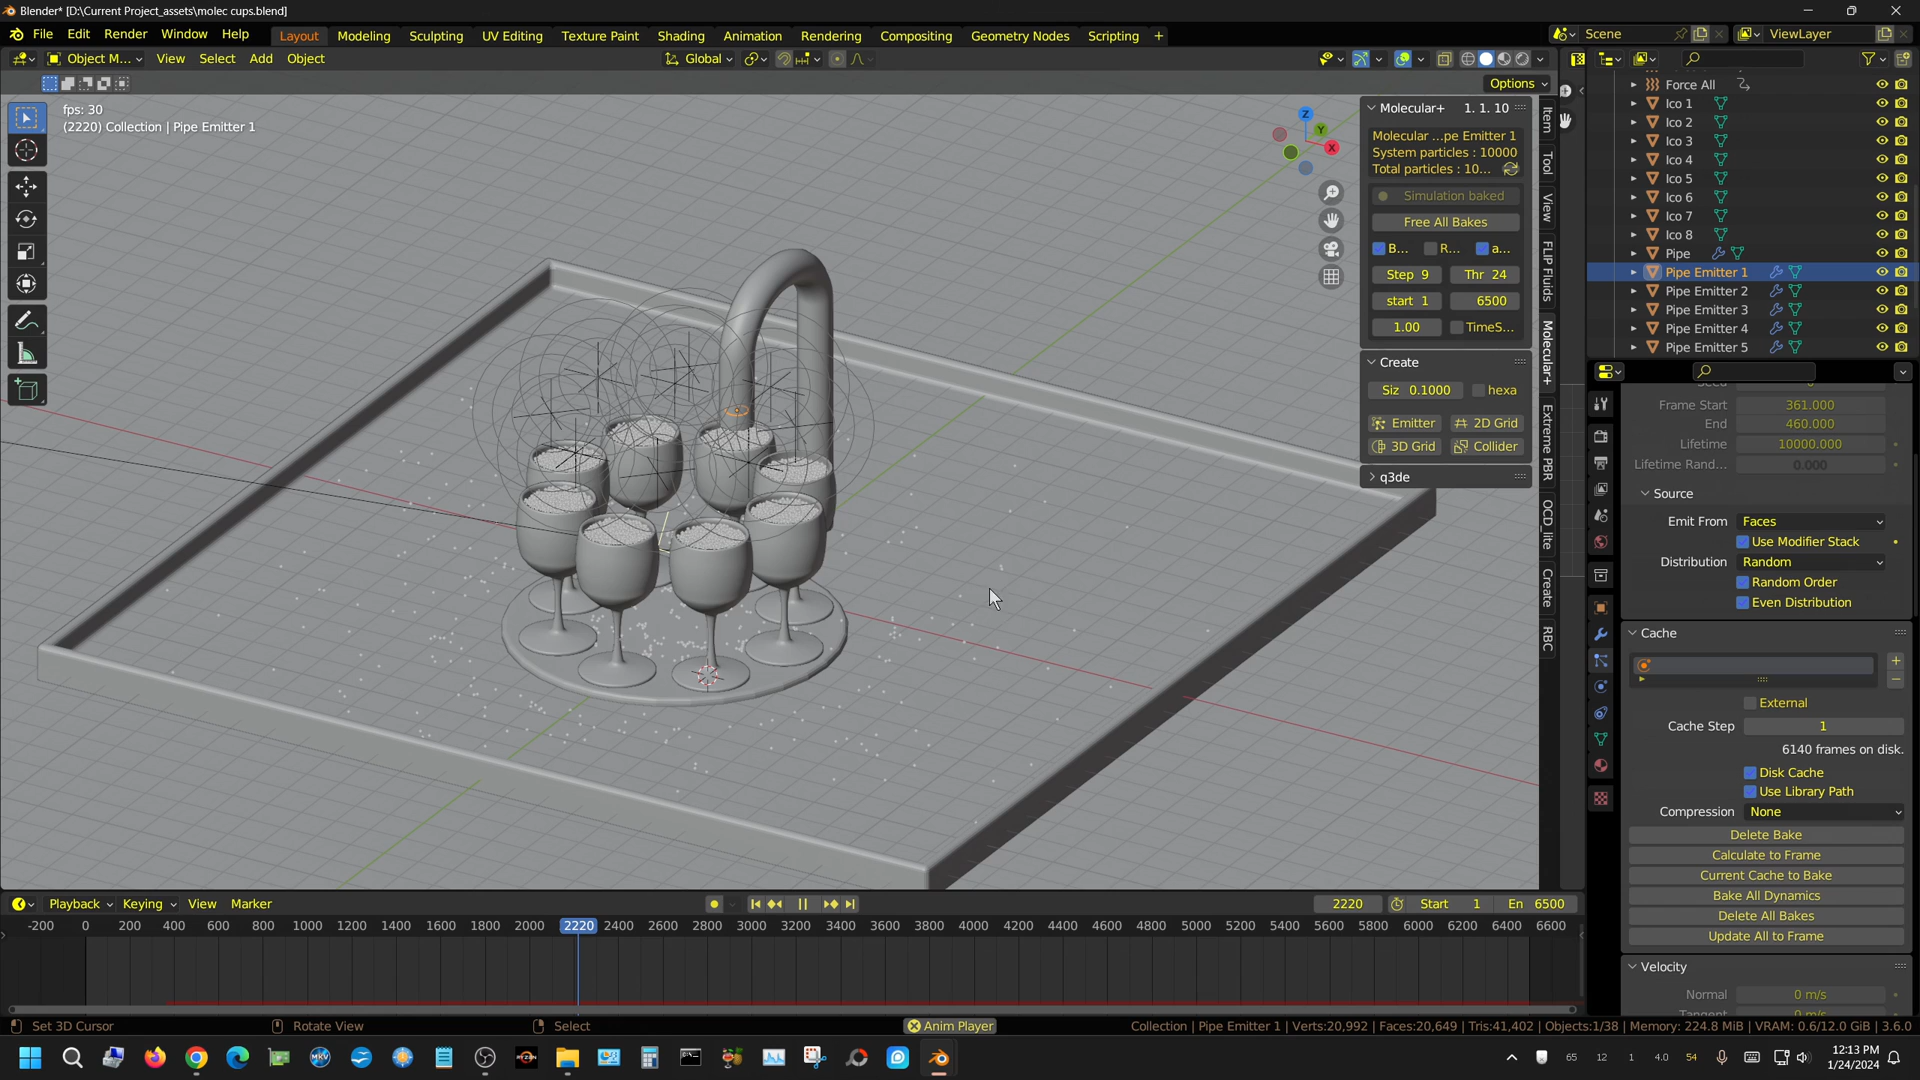 Blender* [D:\Current Project_assets\molec cups.blend]
File Edit Render Window Help Layout Modeling Sculpting UV Editing Texture Paint Shading Animation Rendering Compositing Geometry Nodes Scripting + Scene ViewLayer
Object M... View Select Add Object Global
Options
fps: 30
(2220) Collection | Pipe Emitter 1
Z
Y
X
Molecular+ 1. 1. 10
Molecular ...pe Emitter 1
System particles : 10000
Total particles : 10...
Simulation baked
Free All Bakes
B... R... a...
Step 9 Thr 24
start 1 6500
1.00 TimeS...
Create
Siz 0.1000 hexa
Emitter 2D Grid
3D Grid Collider
q3de
Item
Tool
View
FLIP Fluids
Molecular+
Extreme PBR
OCD_lite
Create
RBC
Force All
Ico 1
Ico 2
Ico 3
Ico 4
Ico 5
Ico 6
Ico 7
Ico 8
Pipe
Pipe Emitter 1
Pipe Emitter 2
Pipe Emitter 3
Pipe Emitter 4
Pipe Emitter 5
Frame Start 361.000
End 460.000
Lifetime 10000.000
Lifetime Rand... 0.000
Source
Emit From Faces
Use Modifier Stack
Distribution Random
Random Order
Even Distribution
Cache
External
Cache Step 1
6140 frames on disk.
Disk Cache
Use Library Path
Compression None
Delete Bake
Calculate to Frame
Current Cache to Bake
Bake All Dynamics
Delete All Bakes
Update All to Frame
Velocity
Normal 0 m/s
Playback Keying View Marker 2220 Start 1 En 6500
-200 0 200 400 600 800 1000 1200 1400 1600 1800 2000 2220 2400 2600 2800 3000 3200 3400 3600 3800 4000 4200 4400 4600 4800 5000 5200 5400 5600 5800 6000 6200 6400 6600
Set 3D Cursor Rotate View Select Anim Player Collection | Pipe Emitter 1 | Verts:20,992 | Faces:20,649 | Tris:41,402 | Objects:1/38 | Memory: 224.8 MiB | VRAM: 0.6/12.0 GiB | 3.6.0
MKV RYZEN 65 12 1 4.0 54 12:13 PM
1/24/2024